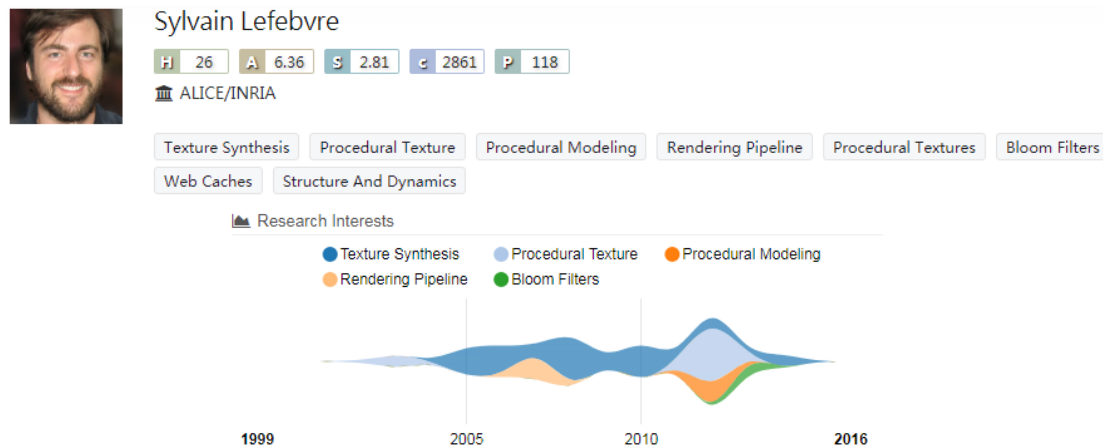 Sylvain Lefebvre
H 26 A 6.36 S 2.81 c 2861 P 118
ALICE/INRIA
Texture Synthesis Procedural Texture Procedural Modeling Rendering Pipeline Procedural Textures Bloom Filters
Web Caches Structure And Dynamics
Research Interests
Texture Synthesis Procedural Texture Procedural Modeling
Rendering Pipeline Bloom Filters
1999 2005 2010 2016